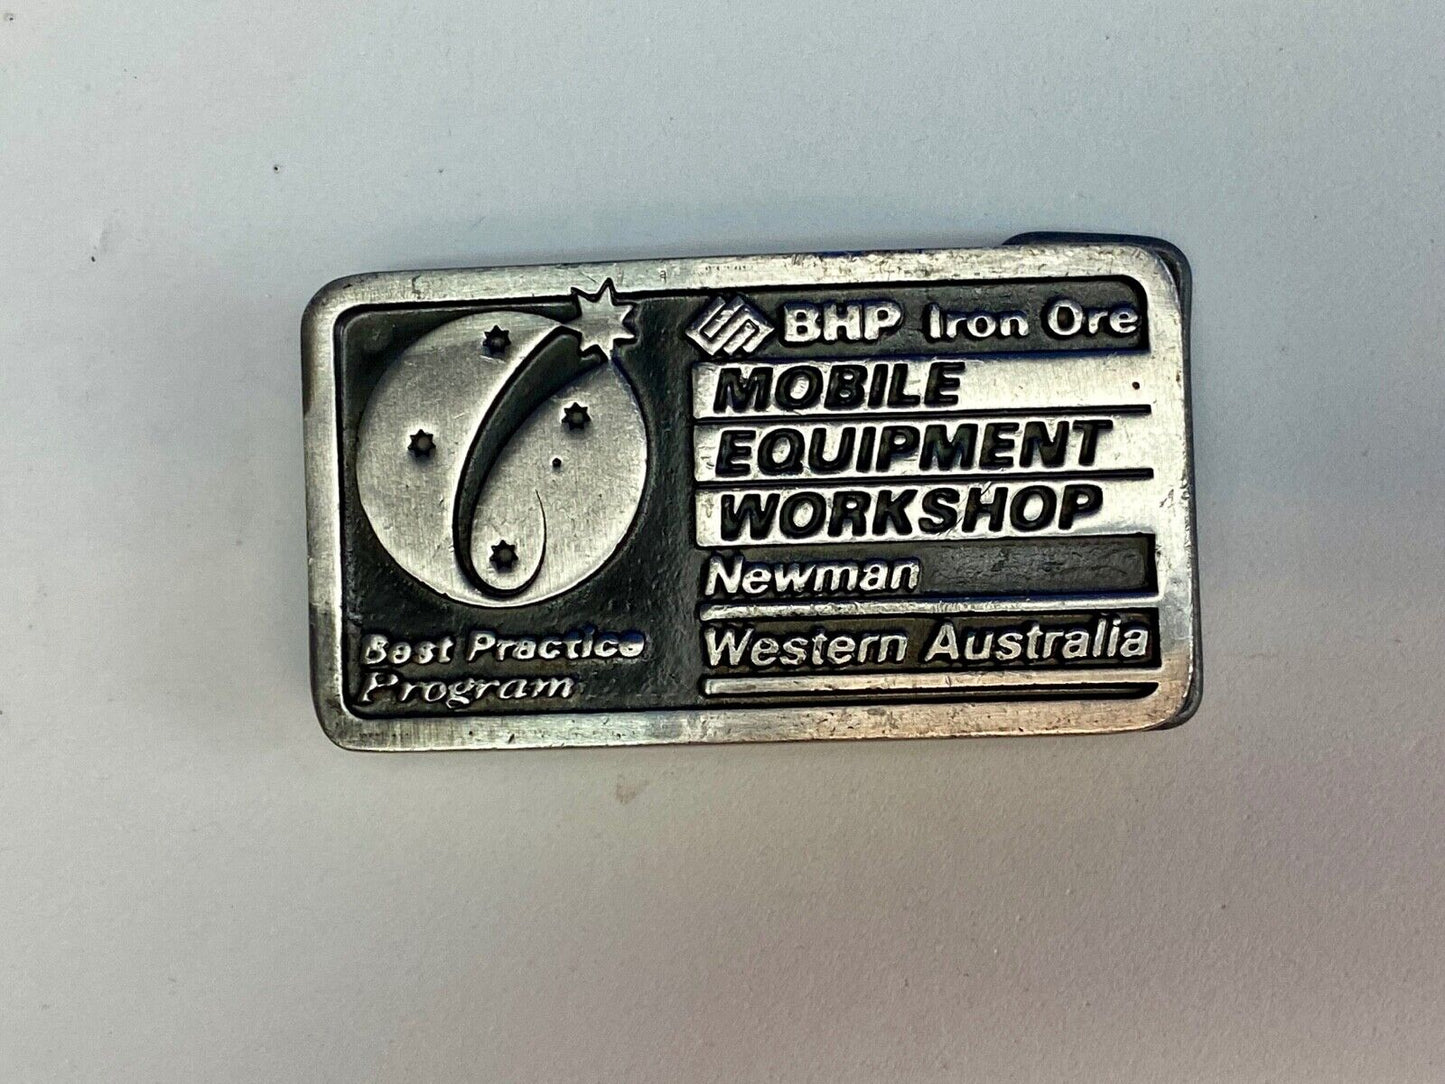 BHP Iron Ore
MOBILE
EQUIPMENT
WORKSHOP
Newman
Western Australia
Best Practice
Program